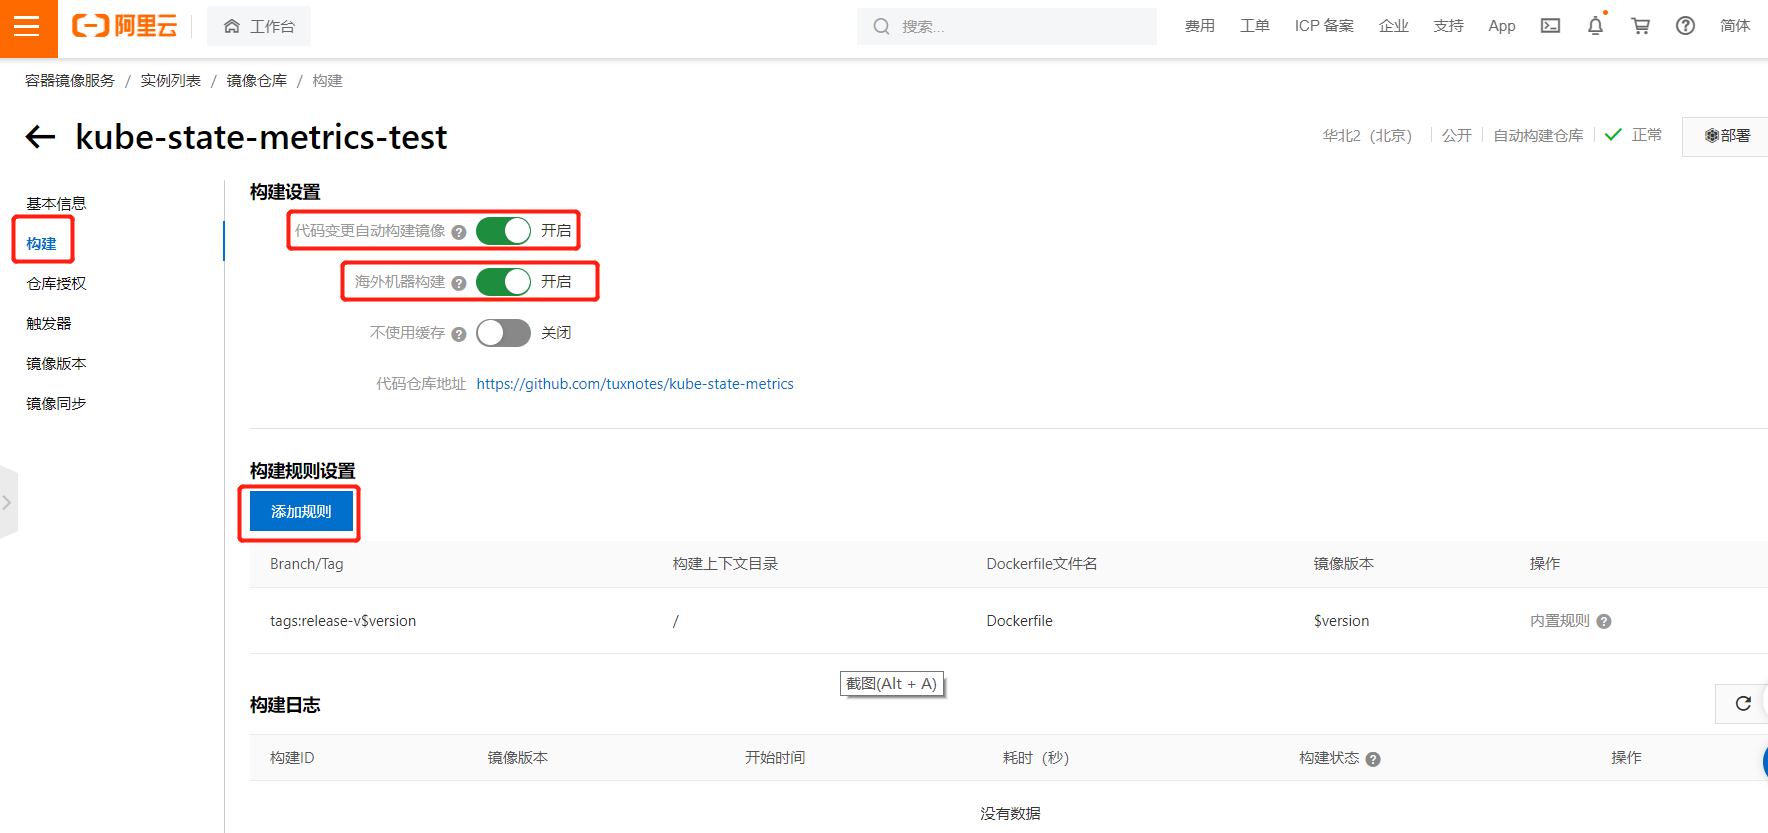 阿里云 工作台 搜索... 费用 工单 ICP 备案 企业 支持 App 简体
容器镜像服务 / 实例列表 / 镜像仓库 / 构建
kube-state-metrics-test 华北2（北京） 公开 自动构建仓库 正常 部署
基本信息
构建
仓库授权
触发器
镜像版本
镜像同步
构建设置
代码变更自动构建镜像 开启
海外机器构建 开启
不使用缓存 关闭
代码仓库地址 https://github.com/tuxnotes/kube-state-metrics
构建规则设置
添加规则
Branch/Tag 构建上下文目录 Dockerfile文件名 镜像版本 操作
tags:release-v$version / Dockerfile $version 内置规则
截图(Alt + A)
构建日志
构建ID 镜像版本 开始时间 耗时（秒） 构建状态 操作
没有数据